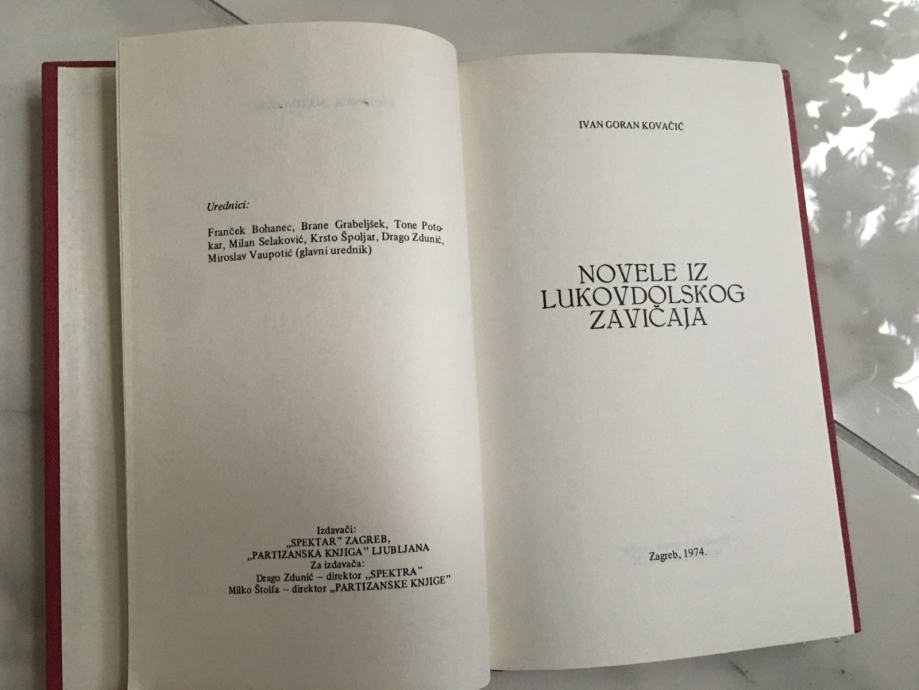 Urednici:
Franček Bohanec, Brane Grabeljšek, Tone Poto-
kar, Milan Selaković, Krsto Špoljar, Drago Zdunić,
Miroslav Vaupotić (glavni urednik)
Izdavači:
„SPEKTAR” ZAGREB,
„PARTIZANSKA KNJIGA” LJUBLJANA
Za izdavača:
Drago Zdunić – direktor „SPEKTRA”
Milko Štolfa – direktor „PARTIZANSKE KNJIGE”
IVAN GORAN KOVAČIĆ
NOVELE IZ
LUKOVDOLSKOG
ZAVIČAJA
Zagreb, 1974.